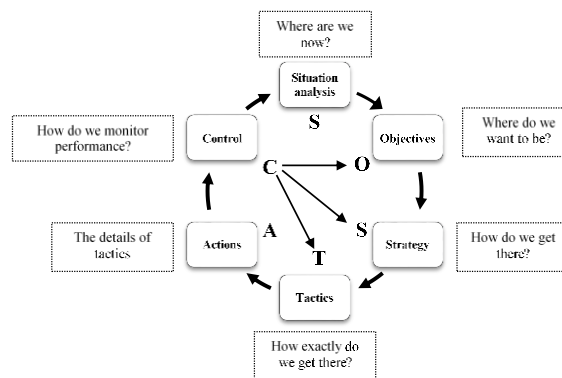 Where are we
now?
Situation
analysis
S
How do we monitor
performance?
Control
Objectives
Where do we
want to be?
C
O
The details of
tactics
Actions
A
S
Strategy
How do we get
there?
T
Tactics
How exactly do
we get there?